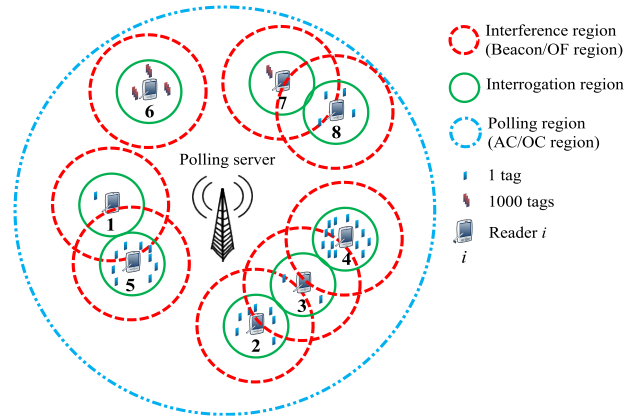 Interference region
(Beacon/OF region)
Interrogation region
Polling region
(AC/OC region)
1 tag
1000 tags
Reader i
i
6
7
8
Polling server
1
5
4
3
2